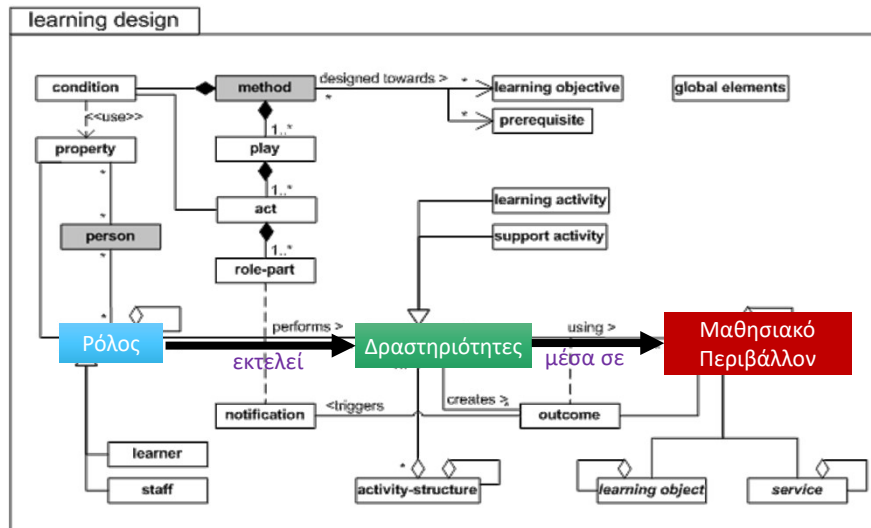 learning design
condition
method
designed towards >
*
*
learning objective
global elements
<<use>>
*
prerequisite
1..*
property
play
*
1..*
learning activity
act
*
support activity
person
1..*
*
role-part
*
performs >
using >
Ρόλος
Δραστηριότητες
Μαθησιακό
Περιβάλλον
εκτελεί
μέσα σε
notification
<triggers
creates >
*
outcome
learner
*
staff
activity-structure
learning object
service